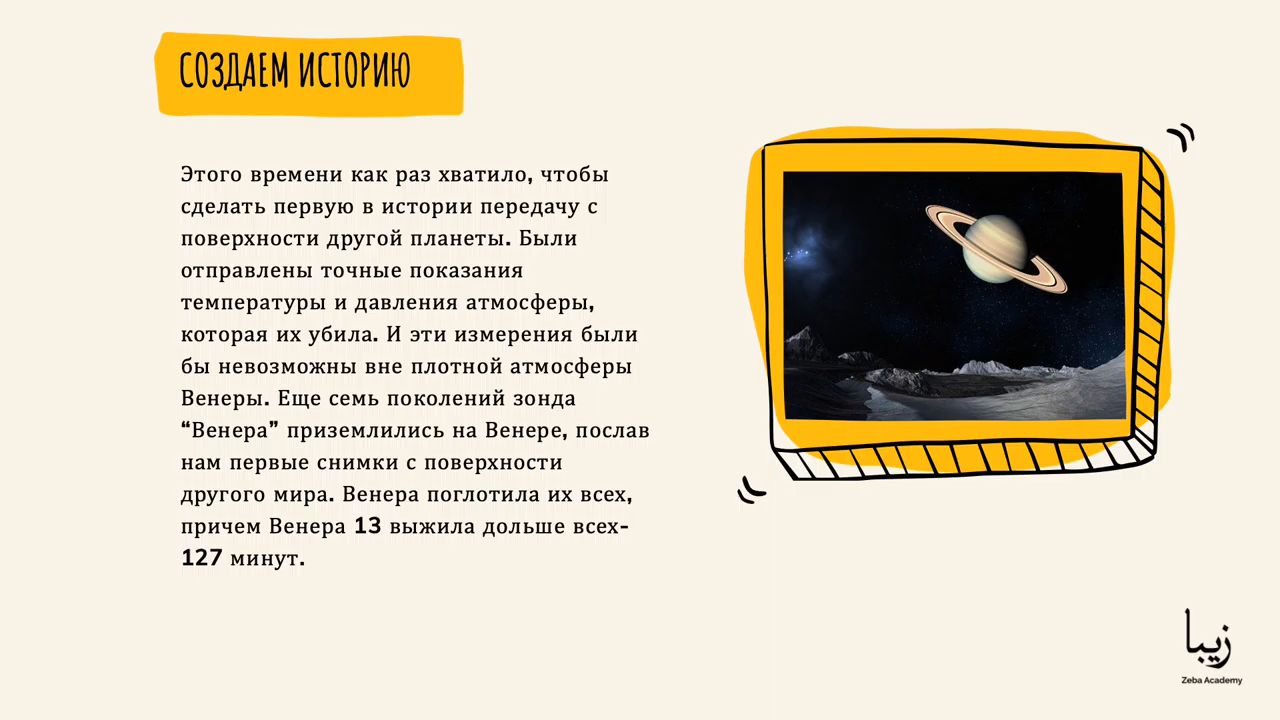 СОЗДАЕМ ИСТОРИЮ
Этого времени как раз хватило, чтобы
сделать первую в истории передачу с
поверхности другой планеты. Были
отправлены точные показания
температуры и давления атмосферы,
которая их убила. И эти измерения были
бы невозможны вне плотной атмосферы
Венеры. Еще семь поколений зонда
“Венера” приземлились на Венере, послав
нам первые снимки с поверхности
другого мира. Венера поглотила их всех,
причем Венера 13 выжила дольше всех-
127 минут.
زيبا
Zeba Academy